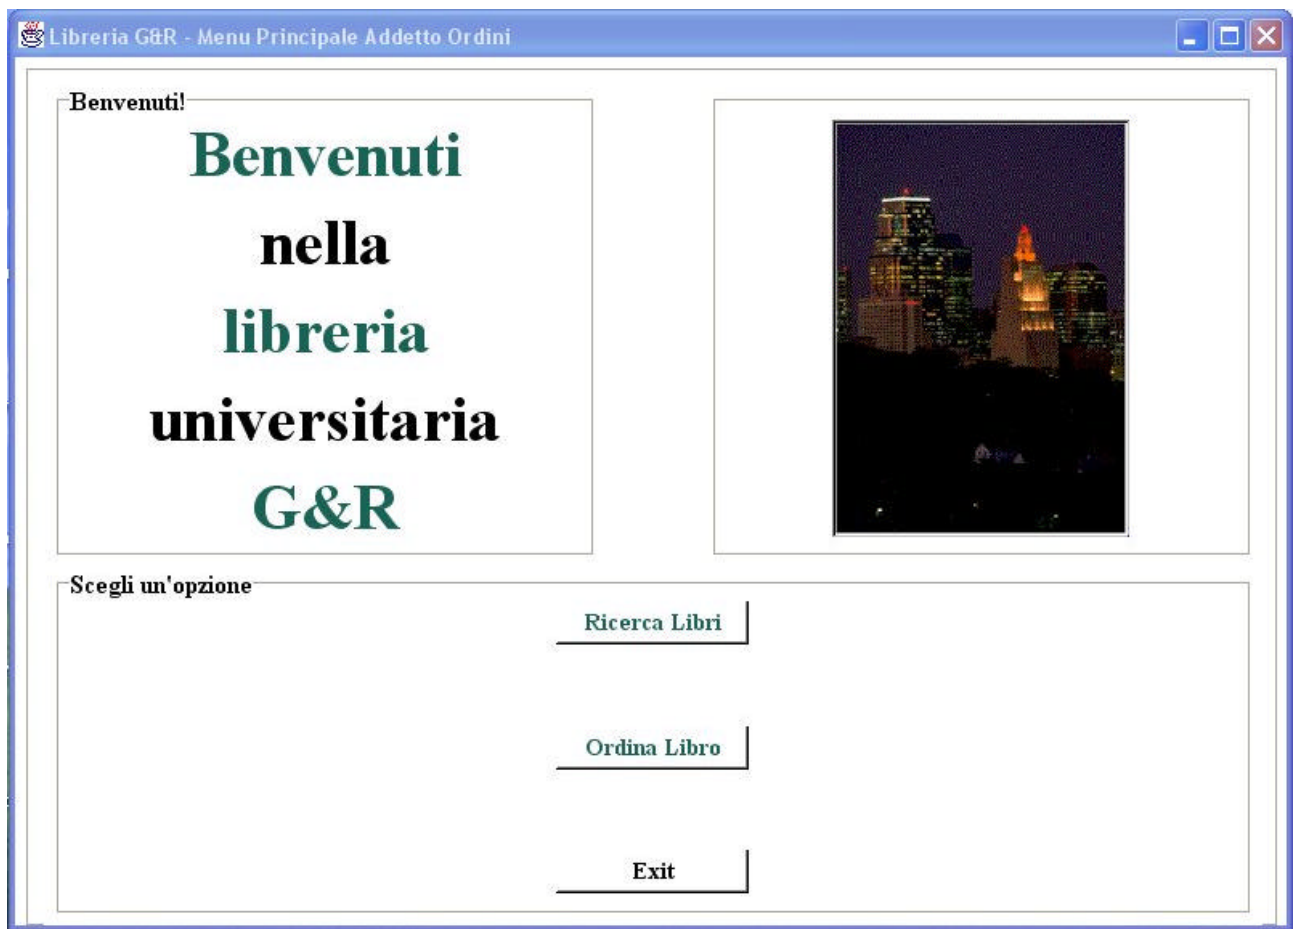 Libreria G&R - Menu Principale Addetto Ordini
Benvenuti!
Benvenuti
nella
libreria
universitaria
G&R
Scegli un'opzione
Ricerca Libri
Ordina Libro
Exit